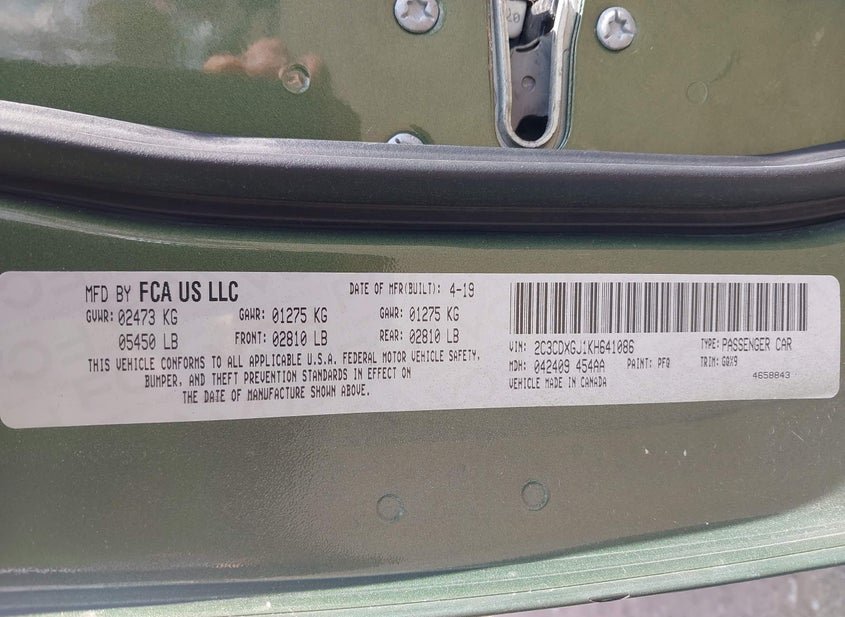 MFD BY FCA US LLC DATE OF MFR(BUILT): 4-19
GVWR: 02473 KG GAWR: 01275 KG GAWR: 01275 KG
05450 LB FRONT: 02810 LB REAR: 02810 LB
THIS VEHICLE CONFORMS TO ALL APPLICABLE U.S.A. FEDERAL MOTOR VEHICLE SAFETY,
BUMPER, AND THEFT PREVENTION STANDARDS IN EFFECT ON
THE DATE OF MANUFACTURE SHOWN ABOVE.
VIN: 2C3CDXGJ1KH641086 TYPE: PASSENGER CAR
MDH: 042409 454AA PAINT: PFQ TRIM: GQX9
VEHICLE MADE IN CANADA 4658843